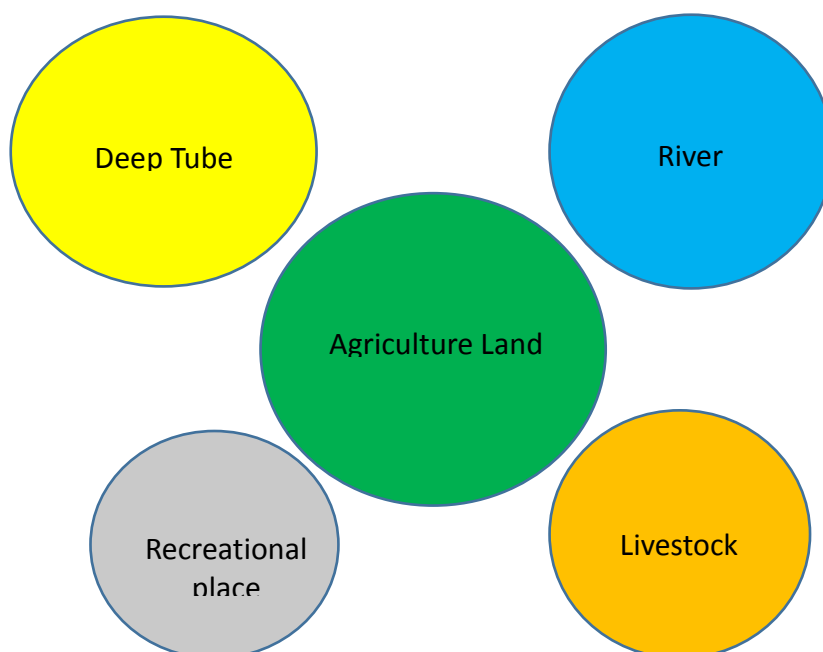 Deep Tube
River
Agriculture Land
Recreational
place
Livestock